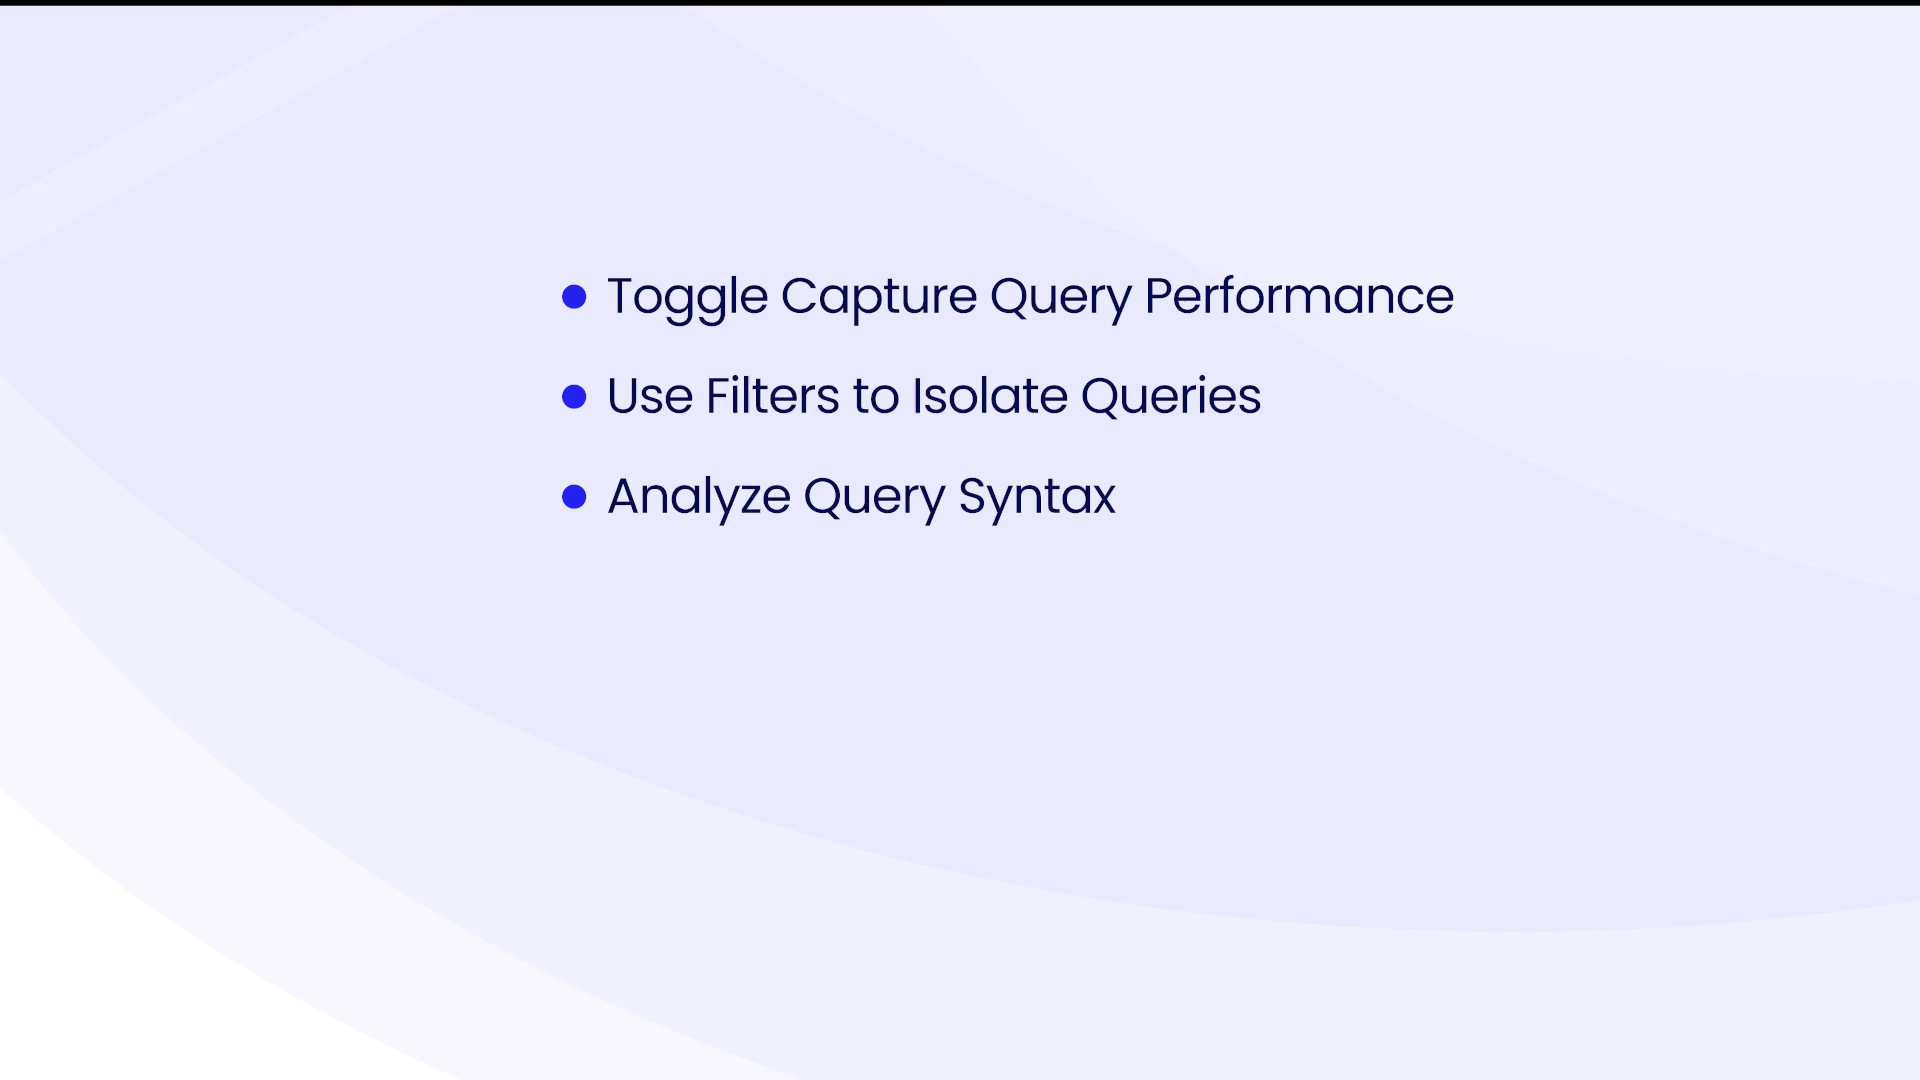 Toggle Capture Query Performance
Use Filters to Isolate Queries
Analyze Query Syntax